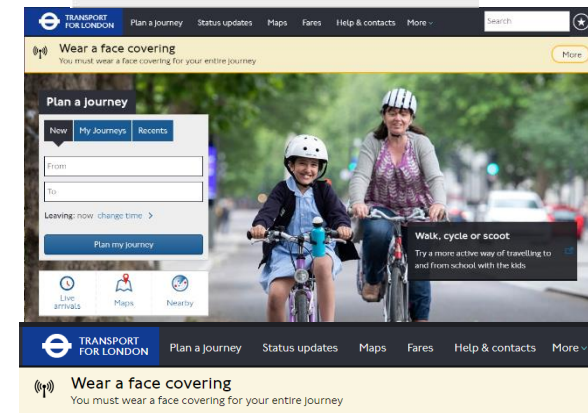 TRANSPORT FOR LONDON Plan a journey Status updates Maps Fares Help & contacts More Search
Wear a face covering
You must wear a face covering for your entire journey
More
Plan a journey
New My Journeys Recents
From
To
Leaving: now change time >
Plan my journey
Live arrivals Maps Nearby
Walk, cycle or scoot
Try a more active way of travelling to
and from school with the kids
TRANSPORT FOR LONDON Plan a journey Status updates Maps Fares Help & contacts More
Wear a face covering
You must wear a face covering for your entire journey